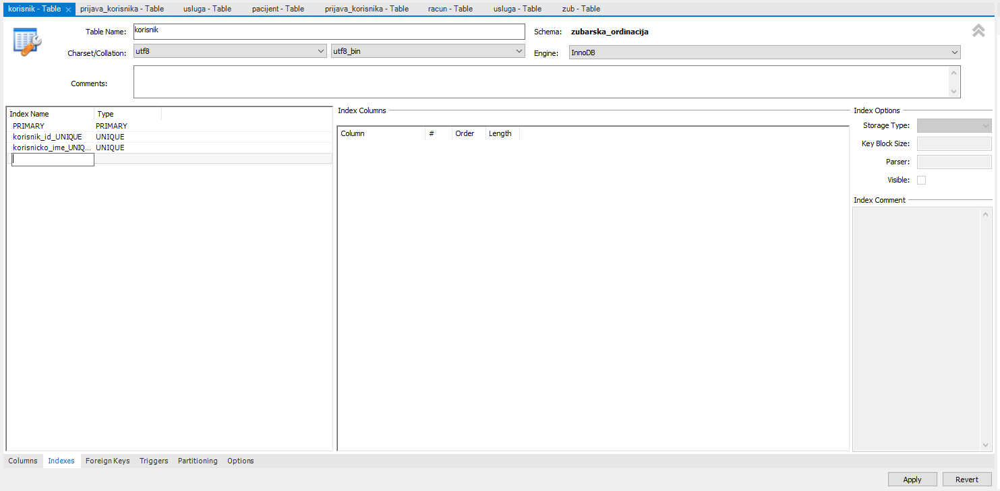 korisnik - Table × prijava_korisnika - Table usluga - Table pacijent - Table prijava_korisnika - Table racun - Table usluga - Table zub - Table
Table Name: korisnik Schema: zubarska_ordinacija
Charset/Collation: utf8 utf8_bin Engine: InnoDB
Comments:
Index Name Type
PRIMARY PRIMARY
korisnik_id_UNIQUE UNIQUE
korisnicko_ime_UNIQ... UNIQUE
Index Columns
Column # Order Length
Index Options
Storage Type:
Key Block Size:
Parser:
Visible:
Index Comment
Columns Indexes Foreign Keys Triggers Partitioning Options
Apply Revert